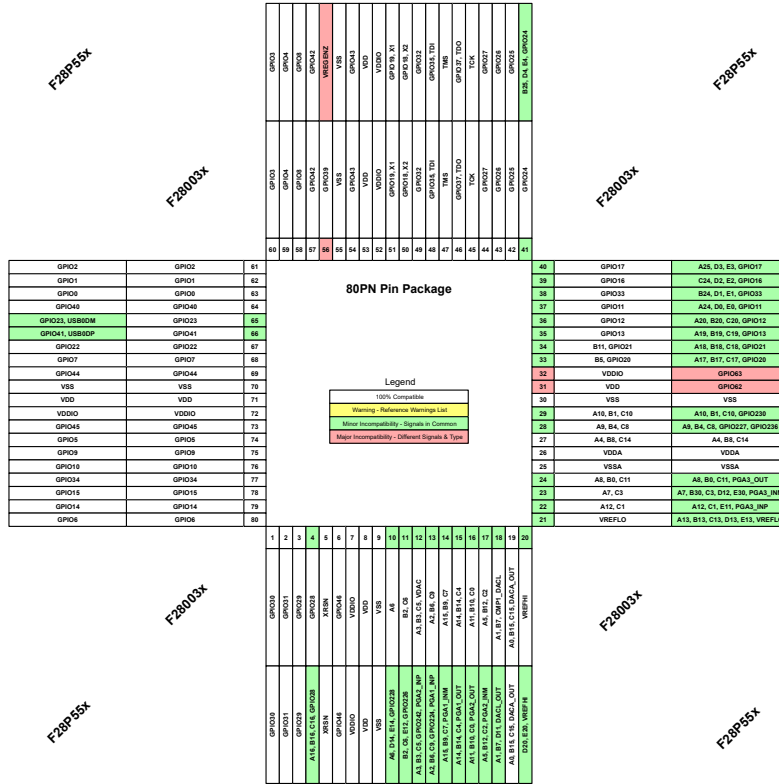 F28P55x
F28P55x
F28003x
F28003x
GPIO3
GPIO4
GPIO8
GPIO42
VREGENZ
VSS
GPIO43
VDD
VDDIO
GPIO19, X1
GPIO18, X2
GPIO32
GPIO35, TDI
TMS
GPIO37, TDO
TCK
GPIO27
GPIO26
GPIO25
B25, D4, E4, GPIO24
GPIO3
GPIO4
GPIO8
GPIO42
GPIO39
VSS
GPIO43
VDD
VDDIO
GPIO19, X1
GPIO18, X2
GPIO32
GPIO35, TDI
TMS
GPIO37, TDO
TCK
GPIO27
GPIO26
GPIO25
GPIO24
60 59 58 57 56 55 54 53 52 51 50 49 48 47 46 45 44 43 42 41
GPIO2 GPIO2 61
GPIO1 GPIO1 62
GPIO0 GPIO0 63
GPIO40 GPIO40 64
GPIO23, USB0DM GPIO23 65
GPIO41, USB0DP GPIO41 66
GPIO22 GPIO22 67
GPIO7 GPIO7 68
GPIO44 GPIO44 69
VSS VSS 70
VDD VDD 71
VDDIO VDDIO 72
GPIO45 GPIO45 73
GPIO5 GPIO5 74
GPIO9 GPIO9 75
GPIO10 GPIO10 76
GPIO34 GPIO34 77
GPIO15 GPIO15 78
GPIO14 GPIO14 79
GPIO6 GPIO6 80
80PN Pin Package
Legend
100% Compatible
Warning - Reference Warnings List
Minor Incompatibility - Signals in Common
Major Incompatibility - Different Signals & Type
40 GPIO17 A25, D3, E3, GPIO17
39 GPIO16 C24, D2, E2, GPIO16
38 GPIO33 B24, D1, E1, GPIO33
37 GPIO11 A24, D0, E0, GPIO11
36 GPIO12 A20, B20, C20, GPIO12
35 GPIO13 A19, B19, C19, GPIO13
34 B11, GPIO21 A18, B18, C18, GPIO21
33 B5, GPIO20 A17, B17, C17, GPIO20
32 VDDIO GPIO63
31 VDD GPIO62
30 VSS VSS
29 A10, B1, C10 A10, B1, C10, GPIO230
28 A9, B4, C8 A9, B4, C8, GPIO227, GPIO236
27 A4, B8, C14 A4, B8, C14
26 VDDA VDDA
25 VSSA VSSA
24 A8, B0, C11 A8, B0, C11, PGA3_OUT
23 A7, C3 A7, B30, C3, D12, E30, PGA3_INM
22 A12, C1 A12, C1, E11, PGA3_INP
21 VREFLO A13, B13, C13, D13, E13, VREFLO
1 2 3 4 5 6 7 8 9 10 11 12 13 14 15 16 17 18 19 20
GPIO30
GPIO31
GPIO29
GPIO28
XRSN
GPIO46
VDDIO
VDD
VSS
A6
B2, C6
A3, B3, C5, VDAC
A2, B6, C9
A15, B9, C7
A14, B14, C4
A11, B10, C0
A5, B12, C2
A1, B7, CMP1_DACL
A0, B15, C15, DACA_OUT
VREFHI
GPIO30
GPIO31
GPIO29
A16, B16, C16, GPIO28
XRSN
GPIO46
VDDIO
VDD
VSS
A6, D14, E14, GPIO228
B2, C6, E12, GPIO226
A3, B3, C5, GPIO242, PGA2_INP
A2, B6, C9, GPIO224, PGA1_INP
A15, B9, C7, PGA1_INM
A14, B14, C4, PGA1_OUT
A11, B10, C0, PGA2_OUT
A5, B12, C2, PGA2_INM
A1, B7, D11, DACL_OUT
A0, B15, C15, DACA_OUT
D20, E20, VREFHI
F28003x
F28003x
F28P55x
F28P55x